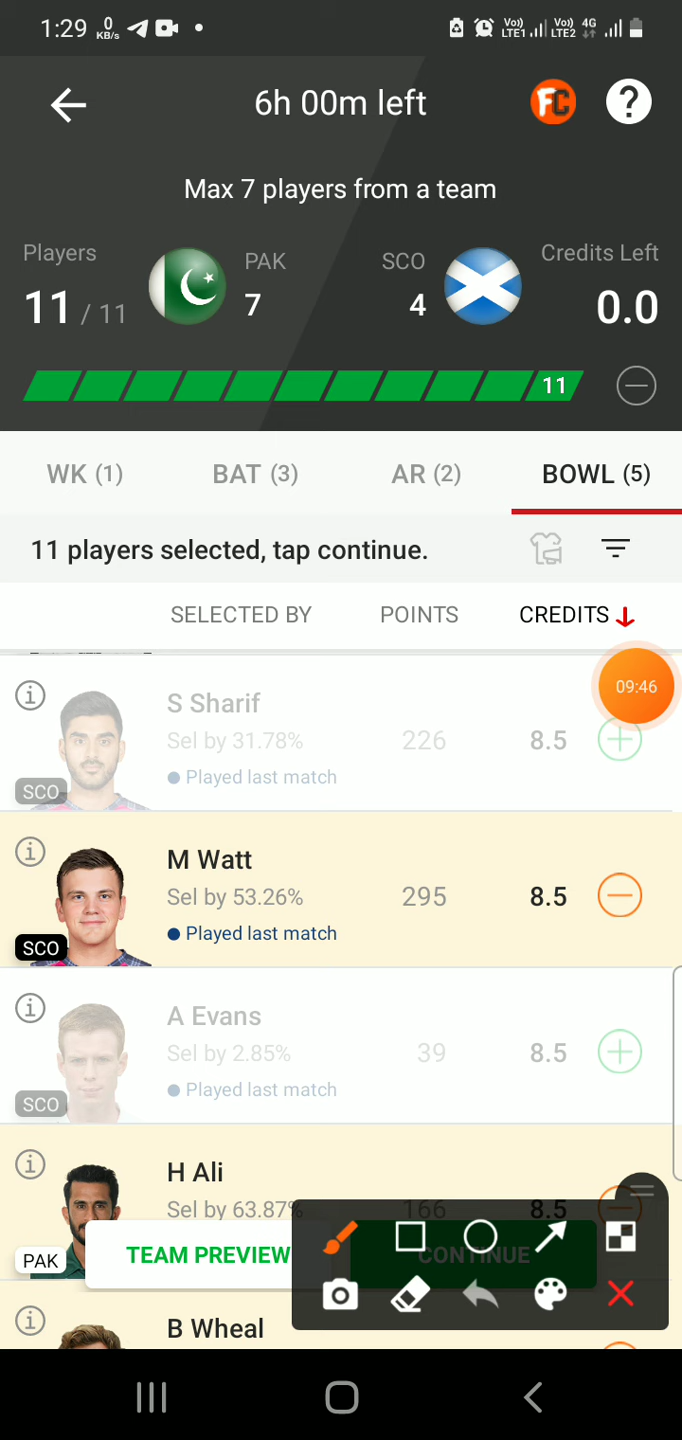 1:29 0 KB/s Vo)) LTE1 Vo)) LTE2 4G
6h 00m left FC ?
Max 7 players from a team
Players PAK SCO Credits Left
11 / 11 7 4 0.0
11
WK (1) BAT (3) AR (2) BOWL (5)
11 players selected, tap continue.
SELECTED BY POINTS CREDITS
S Sharif
09:46
Sel by 31.78% 226 8.5
Played last match
SCO
M Watt
Sel by 53.26% 295 8.5
Played last match
SCO
A Evans
Sel by 2.85% 39 8.5
Played last match
SCO
H Ali
Sel by 63.87% 166 8.5
PAK
TEAM PREVIEW CONTINUE
B Wheal